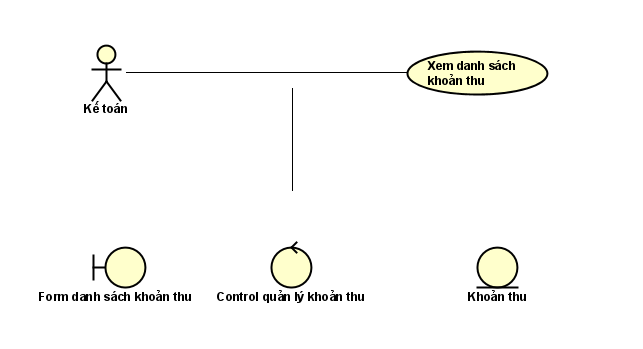 Xem danh sách
khoản thu
Kế toán
Form danh sách khoản thu
Control quản lý khoản thu
Khoản thu